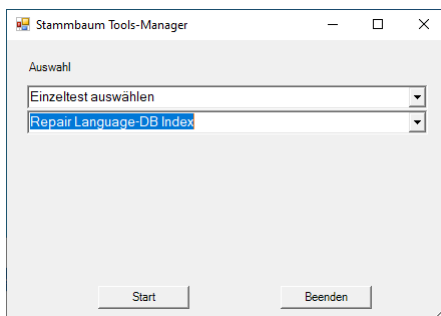 Stammbaum Tools-Manager
Auswahl
Einzeltest auswählen
Repair Language-DB Index
Start Beenden